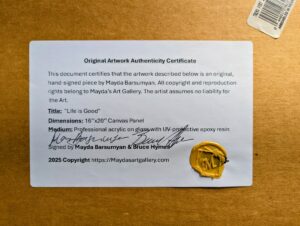 Original Artwork Authenticity Certificate
This document certifies that the artwork described below is an original,
hand-signed piece by Mayda Barsumyan. All copyright and production
rights belong to Mayda's Art Gallery. The artist assumes no liability for
the Art.
Title: "Life is Good"
Dimensions: 16"x20" Canvas Panel
Medium: Professional acrylic on glass with UV-protective epoxy resin
Signed by Mayda Barsumyan & Bruce Hymes
2025 Copyright https://Maydasartgallery.com